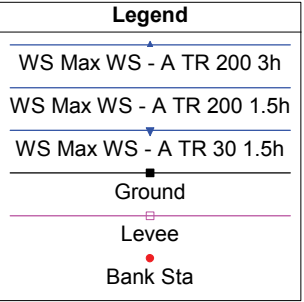 Legend
WS Max WS - A TR 200 3h
WS Max WS - A TR 200 1.5h
WS Max WS - A TR 30 1.5h
Ground
Levee
Bank Sta